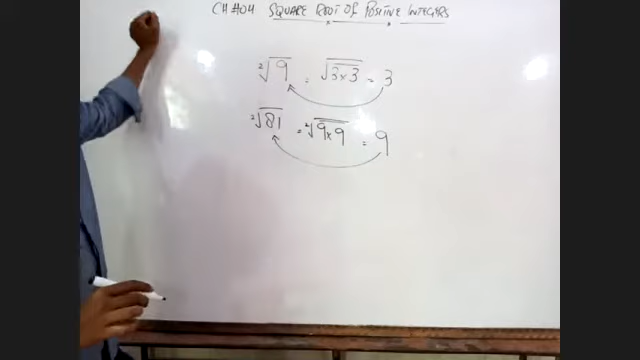 CH #04 SQUARE ROOT OF POSITIVE INTEGERS
²√9 = √3×3 = 3
²√81 = ²√9×9 = 9